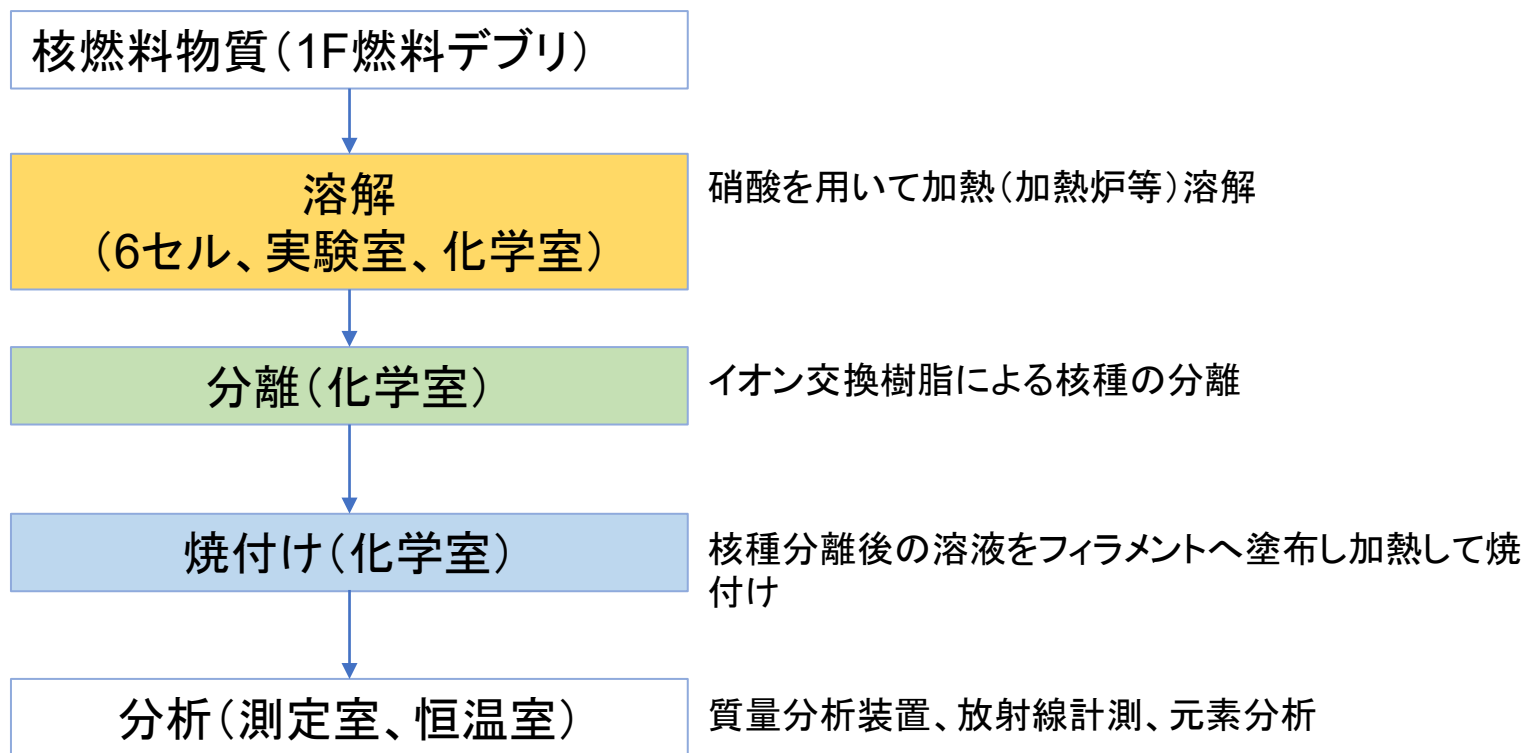 核燃料物質（1F燃料デブリ）
溶解
（6セル、実験室、化学室）
硝酸を用いて加熱（加熱炉等）溶解
分離（化学室）
イオン交換樹脂による核種の分離
焼付け（化学室）
核種分離後の溶液をフィラメントへ塗布し加熱して焼
付け
分析（測定室、恒温室）
質量分析装置、放射線計測、元素分析